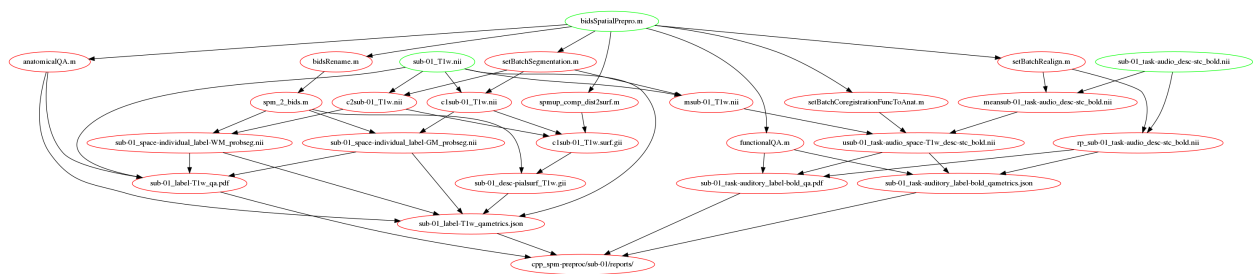 bidsSpatialPrepro.m
anatomicalQA.m
bidsRename.m
sub-01_T1w.nii
setBatchSegmentation.m
setBatchRealign.m
sub-01_task-audio_desc-stc_bold.nii
spm_2_bids.m
c2sub-01_T1w.nii
c1sub-01_T1w.nii
spmup_comp_dist2surf.m
msub-01_T1w.nii
setBatchCoregistrationFuncToAnat.m
meansub-01_task-audio_desc-stc_bold.nii
sub-01_space-individual_label-WM_probseg.nii
sub-01_space-individual_label-GM_probseg.nii
c1sub-01_T1w.surf.gii
functionalQA.m
usub-01_task-audio_space-T1w_desc-stc_bold.nii
rp_sub-01_task-audio_desc-stc_bold.nii
sub-01_label-T1w_qa.pdf
sub-01_desc-pialsurf_T1w.gii
sub-01_task-auditory_label-bold_qa.pdf
sub-01_task-auditory_label-bold_qametrics.json
sub-01_label-T1w_qametrics.json
cpp_spm-preproc/sub-01/reports/